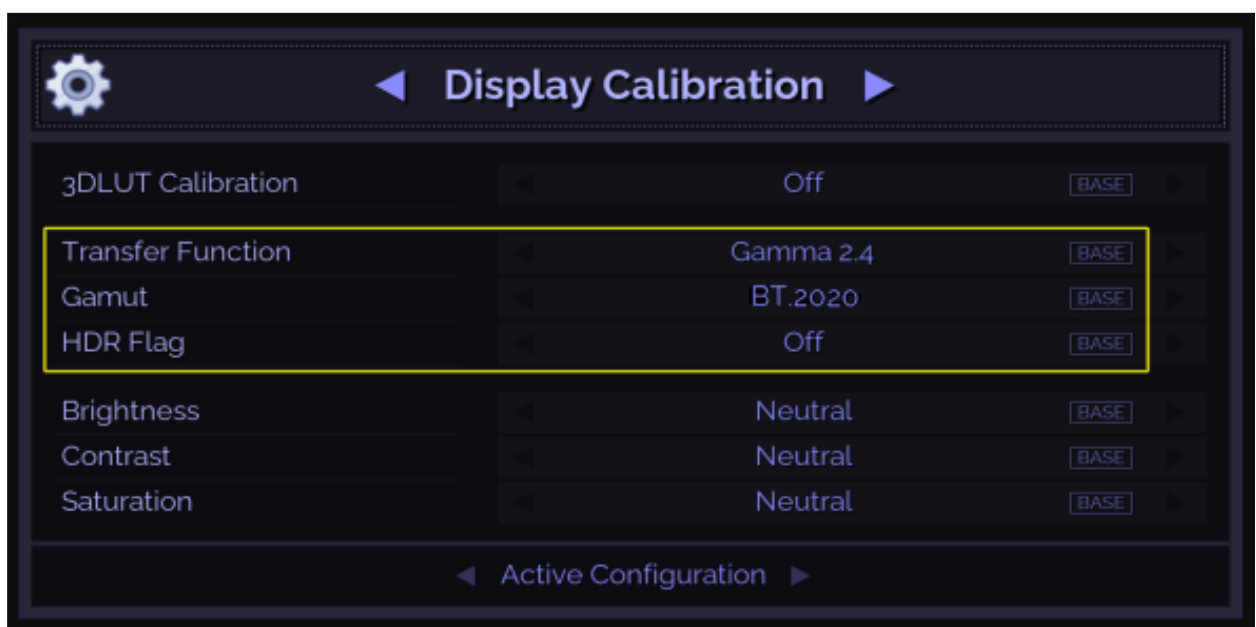 Display Calibration
3DLUT Calibration Off BASE
Transfer Function Gamma 2.4 BASE
Gamut BT.2020 BASE
HDR Flag Off BASE
Brightness Neutral BASE
Contrast Neutral BASE
Saturation Neutral BASE
Active Configuration